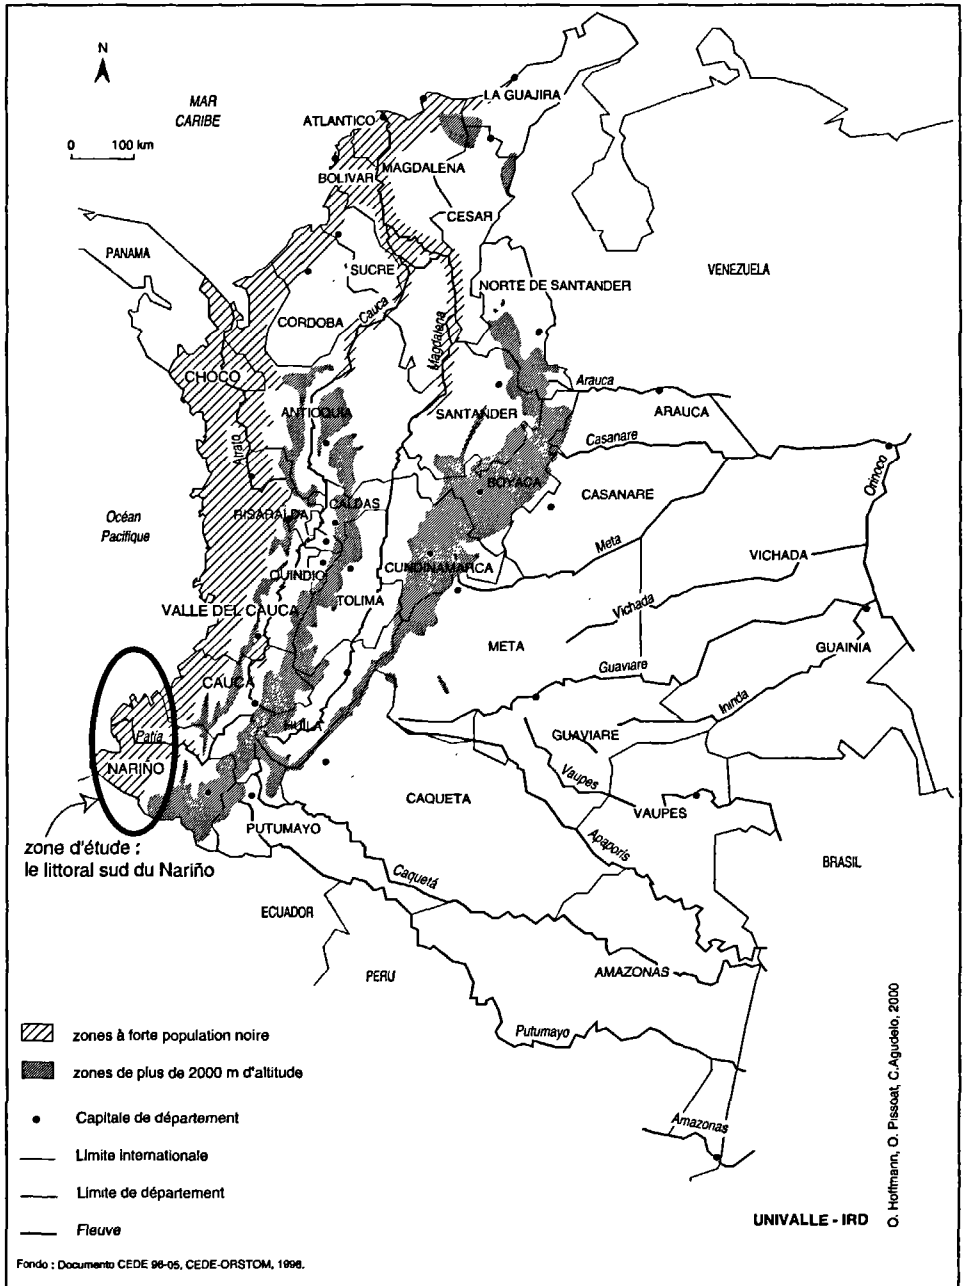 N
MAR
CARIBE
0 100 km
LA GUAJIRA
ATLANTICO
BOLIVAR
MAGDALENA
CESAR
PANAMA
SUCRE
VENEZUELA
NORTE DE SANTANDER
CORDOBA
Cauca
Magdalena
CHOCO
ANTIOQUIA
SANTANDER
Arauca
ARAUCA
Atrato
Casanare
BOYACA
CASANARE
Orinoco
Océan
Pacifique
RISARALDA
CALDAS
Meta
VICHADA
QUINDIO
CUNDINAMARCA
TOLIMA
Vichada
VALLE DEL CAUCA
META
GUAINIA
Guaviare
CAUCA
Ininda
HUILA
Patía
GUAVIARE
NARIÑO
Vaupes
CAQUETA
VAUPES
PUTUMAYO
zone d'étude :
le littoral sud du Nariño
Apaporis
BRASIL
Caquetá
ECUADOR
PERU
AMAZONAS
Putumayo
Amazonas
zones à forte population noire
zones de plus de 2000 m d'altitude
Capitale de département
Limite internationale
Limite de département
Fleuve
UNIVALLE - IRD
O. Hoffmann, O. Pissoat, C.Agudelo, 2000
Fondo : Documento CEDE 96-05, CEDE-ORSTOM, 1996.